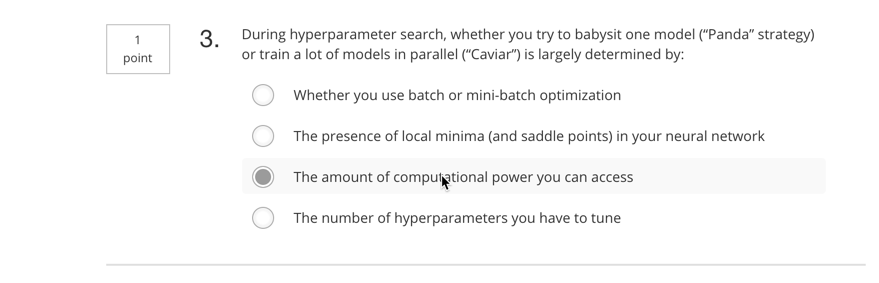 1
point
3.
During hyperparameter search, whether you try to babysit one model (“Panda” strategy)
or train a lot of models in parallel (“Caviar”) is largely determined by:
Whether you use batch or mini-batch optimization
The presence of local minima (and saddle points) in your neural network
The amount of computational power you can access
The number of hyperparameters you have to tune